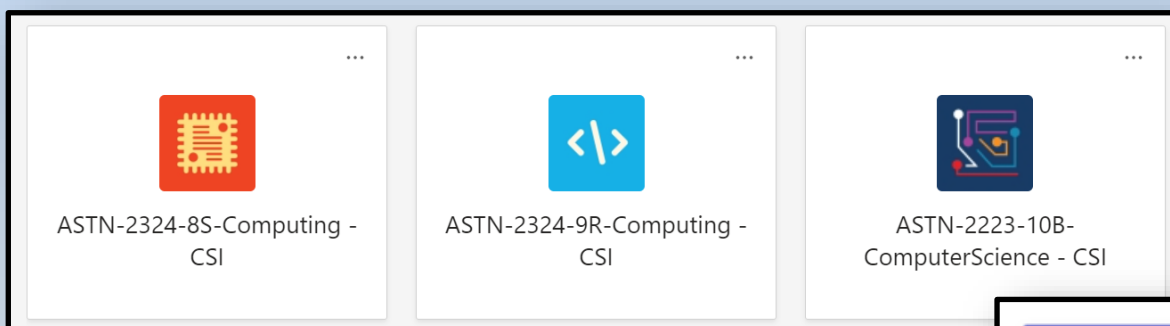 ASTN-2324-8S-Computing -
CSI
ASTN-2324-9R-Computing -
CSI
ASTN-2223-10B-
ComputerScience - CSI